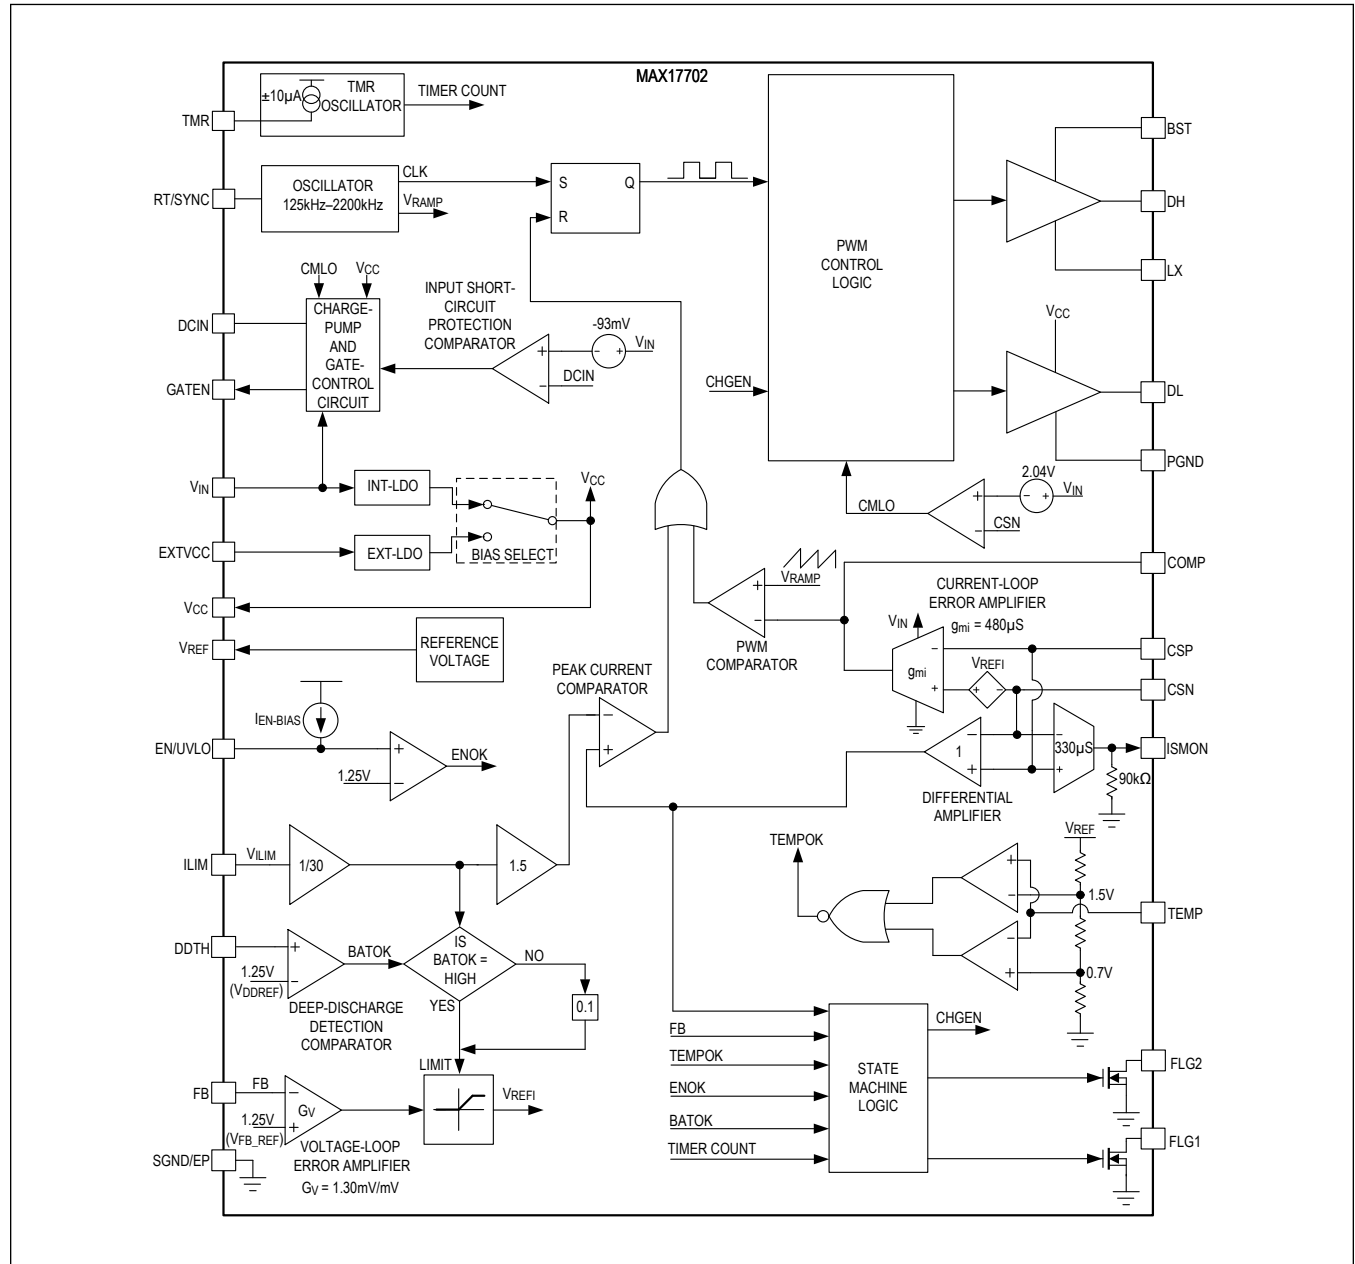 MAX17702
TMR
±10µA
TMR
OSCILLATOR
TIMER COUNT
RT/SYNC
OSCILLATOR
125kHz–2200kHz
CLK
VRAMP
S
Q
R
PWM
CONTROL
LOGIC
BST
DH
LX
CMLO
VCC
DCIN
GATEN
CHARGE-
PUMP
AND
GATE-
CONTROL
CIRCUIT
INPUT SHORT-
CIRCUIT
PROTECTION
COMPARATOR
+
−
-93mV
- +
VIN
DCIN
CHGEN
VCC
DL
PGND
VIN
INT-LDO
EXTVCC
EXT-LDO
BIAS SELECT
VCC
CMLO
+
−
2.04V
- +
VIN
CSN
VCC
VREF
REFERENCE
VOLTAGE
VRAMP
+
−
PWM
COMPARATOR
COMP
CURRENT-LOOP
ERROR AMPLIFIER
gmi = 480µS
VIN
gmi
−
+
VREFI
+ -
CSP
CSN
IEN-BIAS
EN/UVLO
1.25V
+
−
ENOK
PEAK CURRENT
COMPARATOR
−
+
1
−
+
DIFFERENTIAL
AMPLIFIER
330µS
−
+
ISMON
90kΩ
ILIM
VILIM
1/30
1.5
TEMPOK
+
−
−
+
VREF
1.5V
0.7V
TEMP
DDTH
1.25V
(VDDREF)
+
−
BATOK
DEEP-DISCHARGE
DETECTION
COMPARATOR
IS
BATOK =
HIGH
NO
YES
0.1
LIMIT
VREFI
FB
FB
1.25V
(VFB_REF)
−
+
GV
VOLTAGE-LOOP
ERROR AMPLIFIER
GV = 1.30mV/mV
SGND/EP
FB
TEMPOK
ENOK
BATOK
TIMER COUNT
STATE
MACHINE
LOGIC
CHGEN
FLG2
FLG1